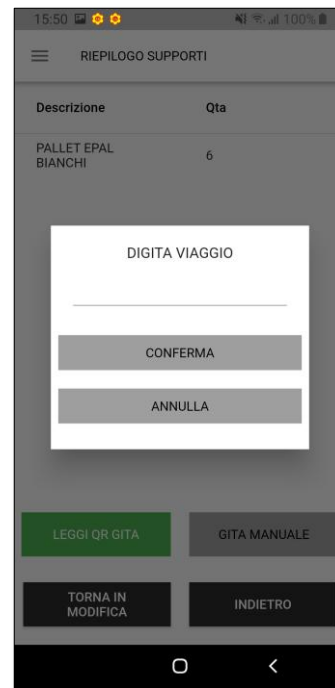 15:50 100%
RIEPILOGO SUPPORTI
Descrizione Qta
PALLET EPAL
BIANCHI 6
DIGITA VIAGGIO
CONFERMA
ANNULLA
LEGGI QR GITA GITA MANUALE
TORNA IN
MODIFICA INDIETRO